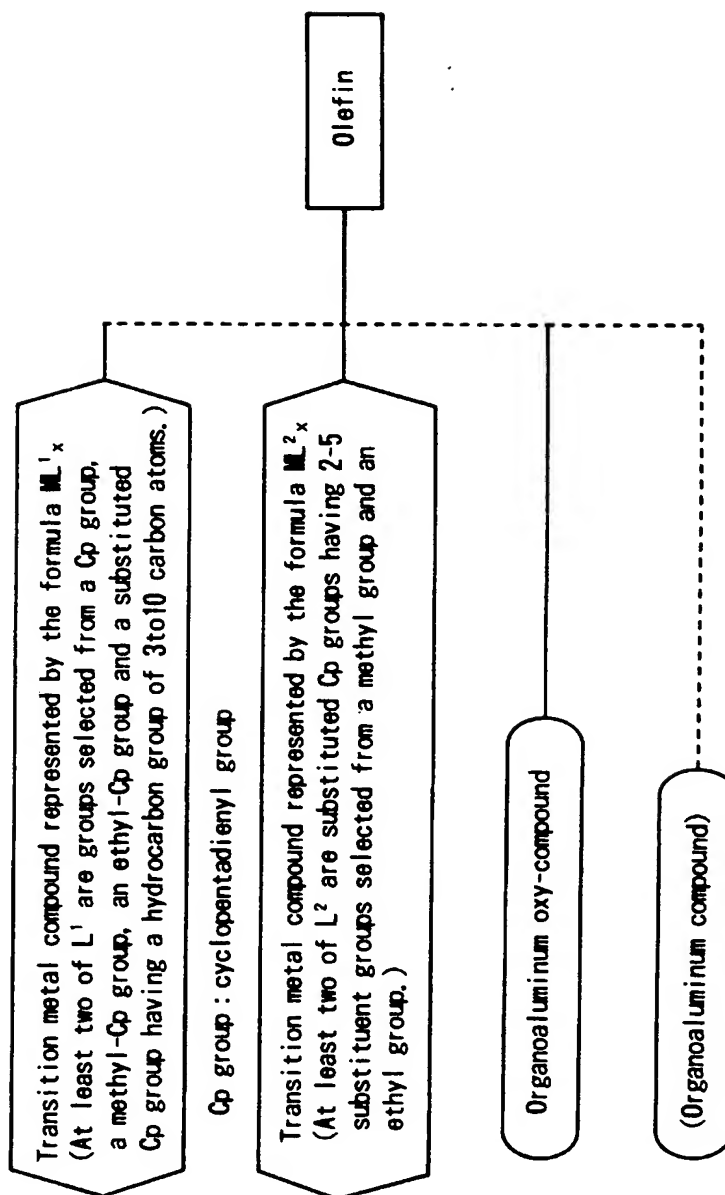 Transition metal compound represented by the formula ML¹ₓ
(At least two of L¹ are groups selected from a Cp group,
a methyl-Cp group, an ethyl-Cp group and a substituted
Cp group having a hydrocarbon group of 3to10 carbon atoms.)
Cp group : cyclopentadienyl group
Transition metal compound represented by the formula ML²ₓ
(At least two of L² are substituted Cp groups having 2-5
substituent groups selected from a methyl group and an
ethyl group.)
Organoaluminum oxy-compound
(Organoaluminum compound)
Olefin